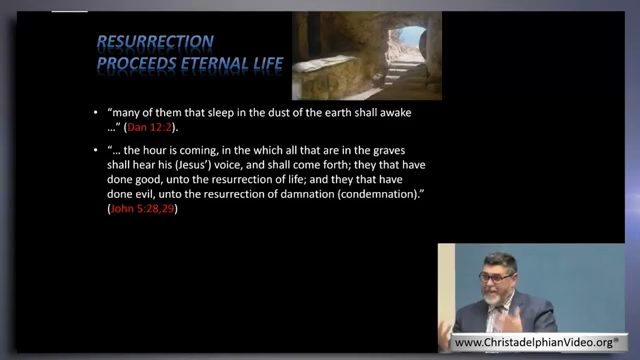 RESURRECTION
PROCEEDS ETERNAL LIFE
• “many of them that sleep in the dust of the earth shall awake
…” (Dan 12:2).
• “… the hour is coming, in the which all that are in the graves
shall hear his (Jesus’) voice, and shall come forth; they that have
done good, unto the resurrection of life; and they that have
done evil, unto the resurrection of damnation (condemnation).”
(John 5:28,29)
www.ChristadelphianVideo.org®